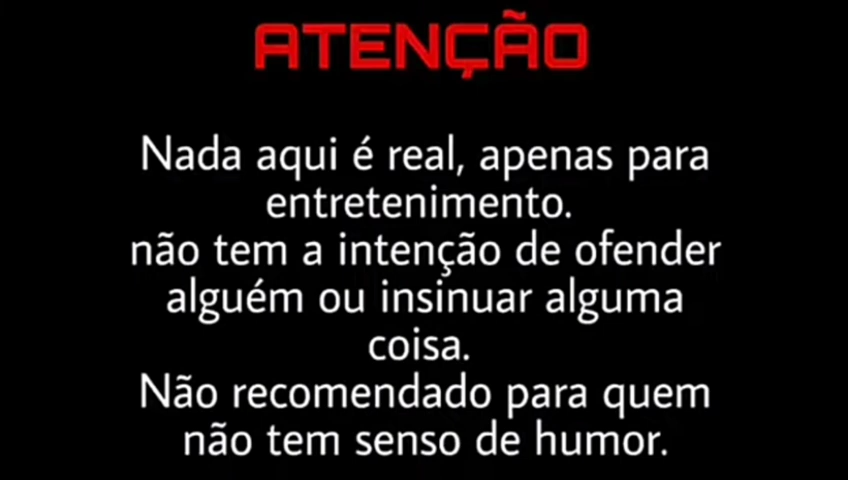 ATENÇÃO
Nada aqui é real, apenas para
entretenimento.
não tem a intenção de ofender
alguém ou insinuar alguma
coisa.
Não recomendado para quem
não tem senso de humor.